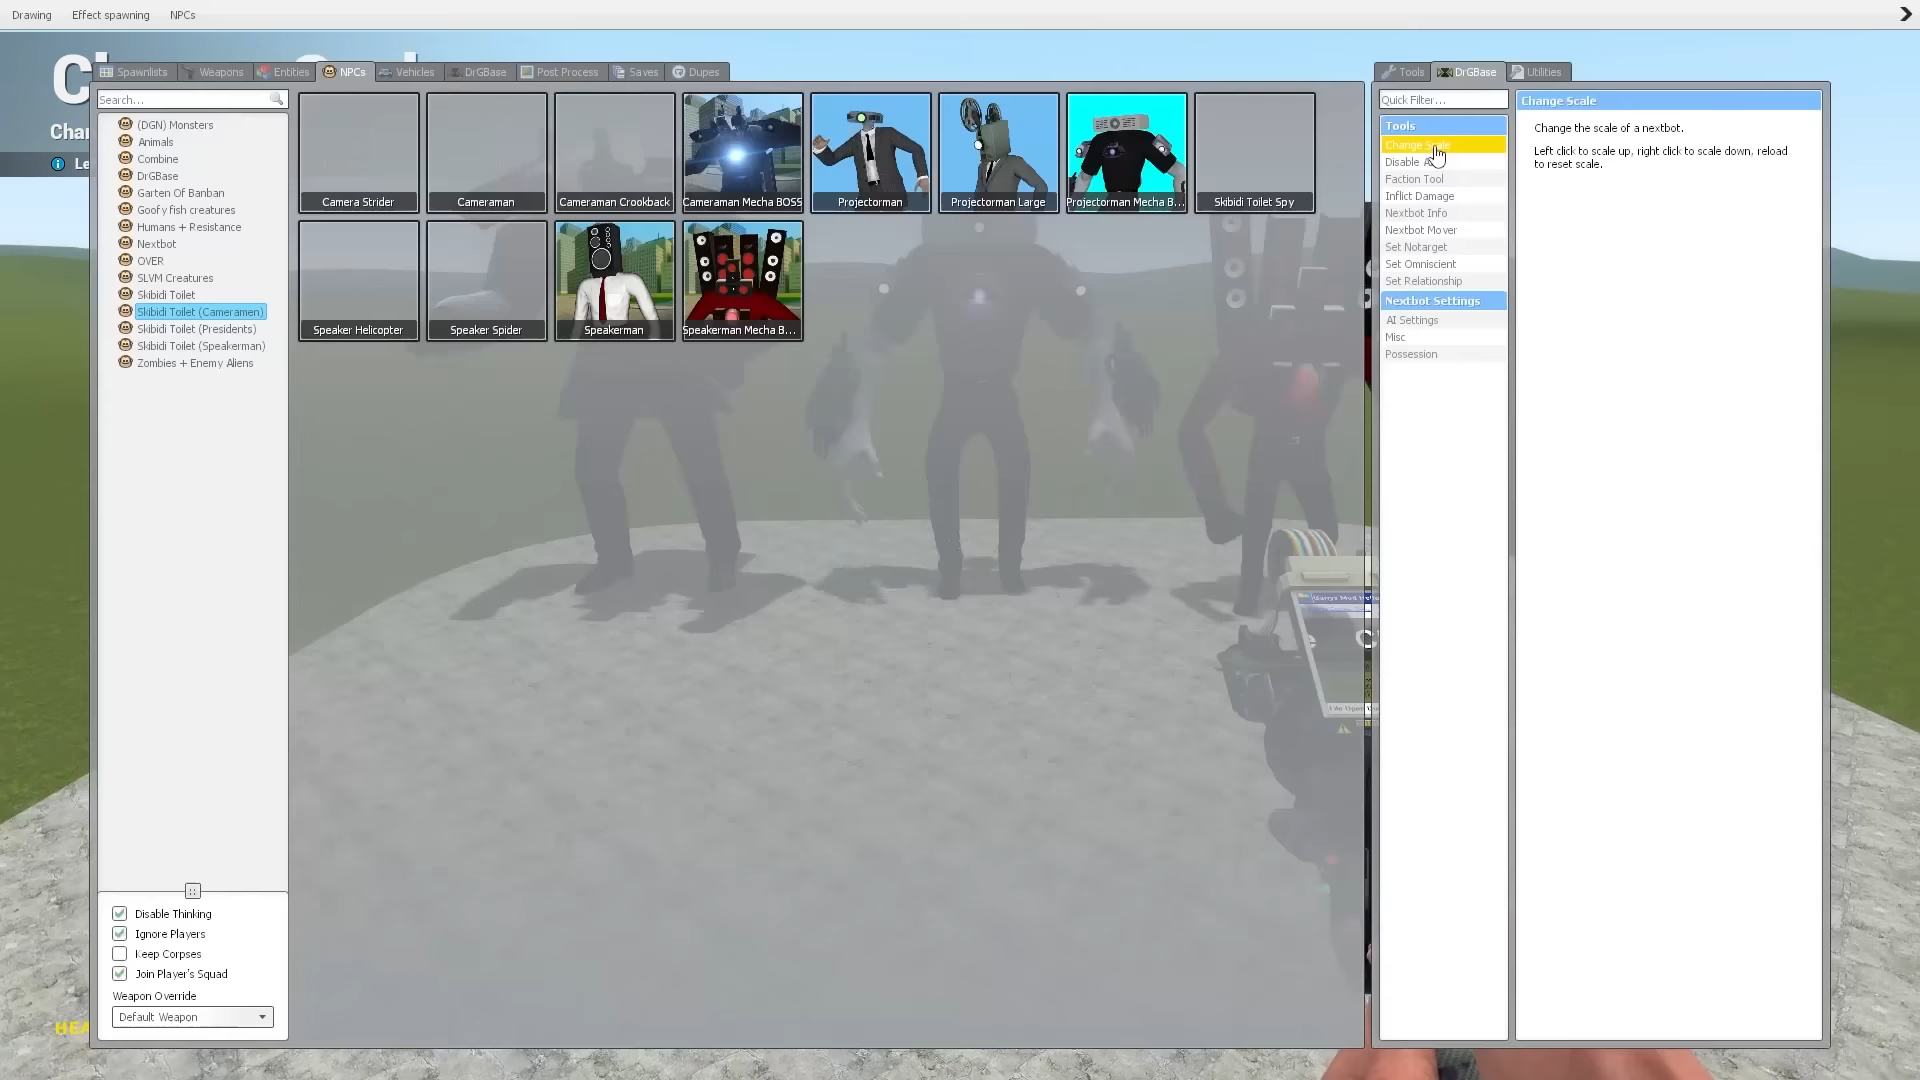 Drawing Effect spawning NPCs
Spawnlists Weapons Entities NPCs Vehicles DrGBase Post Process Saves Dupes
Search...
(DGN) Monsters
Animals
Combine
DrGBase
Garten Of Banban
Goofy fish creatures
Humans + Resistance
Nextbot
OVER
SLVM Creatures
Skibidi Toilet
Skibidi Toilet (Cameramen)
Skibidi Toilet (Presidents)
Skibidi Toilet (Speakerman)
Zombies + Enemy Aliens
Disable Thinking
Ignore Players
Keep Corpses
Join Player's Squad
Weapon Override
Default Weapon
Camera Strider
Cameraman
Cameraman Crookback
Cameraman Mecha BOSS
Projectorman
Projectorman Large
Projectorman Mecha B...
Skibidi Toilet Spy
Speaker Helicopter
Speaker Spider
Speakerman
Speakerman Mecha B...
Tools DrGBase Utilities
Quick Filter...
Tools
Change Scale
Disable
Faction Tool
Inflict Damage
Nextbot Info
Nextbot Mover
Set Notarget
Set Omniscient
Set Relationship
Nextbot Settings
AI Settings
Misc
Possession
Change Scale
Change the scale of a nextbot.
Left click to scale up, right click to scale down, reload
to reset scale.